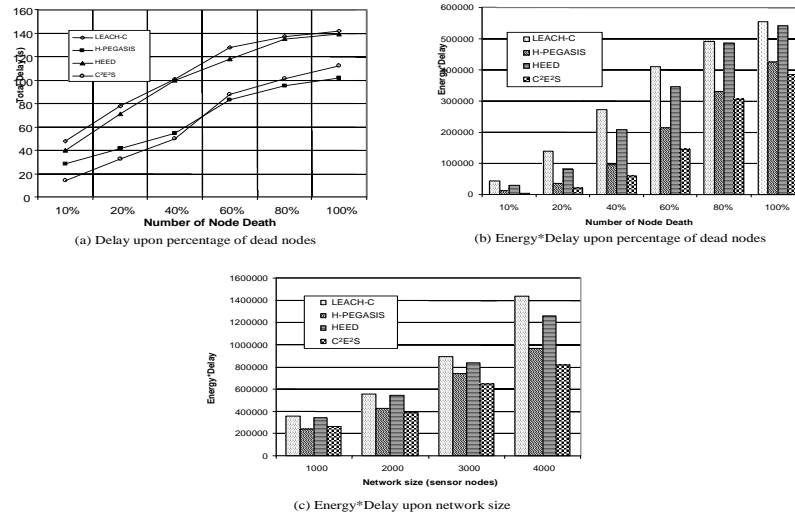 160
140
120
100
80
60
40
20
0
Total Delay(s)
LEACH-C
H-PEGASIS
HEED
C²E²S
10% 20% 40% 60% 80% 100%
Number of Node Death
(a) Delay upon percentage of dead nodes
600000
500000
400000
300000
200000
100000
0
Energy*Delay
LEACH-C
H-PEGASIS
HEED
C²E²S
10% 20% 40% 60% 80% 100%
Number of Node Death
(b) Energy*Delay upon percentage of dead nodes
1600000
1400000
1200000
1000000
800000
600000
400000
200000
0
Energy*Delay
LEACH-C
H-PEGASIS
HEED
C²E²S
1000 2000 3000 4000
Network size (sensor nodes)
(c) Energy*Delay upon network size